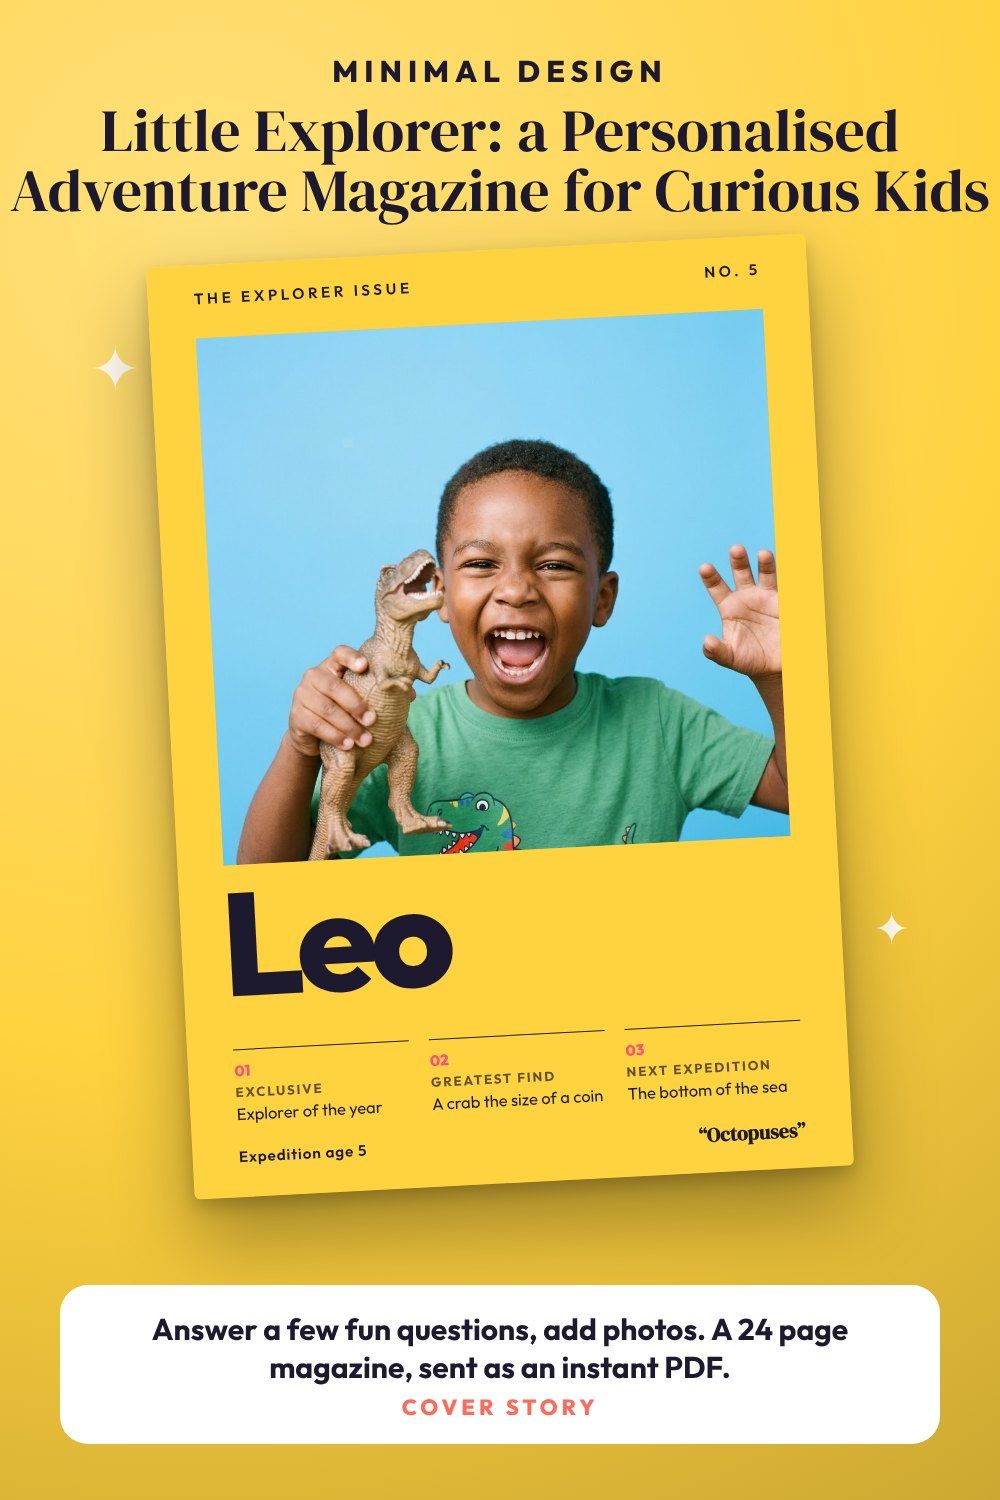 MINIMAL DESIGN
Little Explorer: a Personalised
Adventure Magazine for Curious Kids
THE EXPLORER ISSUE
NO. 5
Leo
01
EXCLUSIVE
Explorer of the year
02
GREATEST FIND
A crab the size of a coin
03
NEXT EXPEDITION
The bottom of the sea
Expedition age 5
“Octopuses”
Answer a few fun questions, add photos. A 24 page
magazine, sent as an instant PDF.
COVER STORY